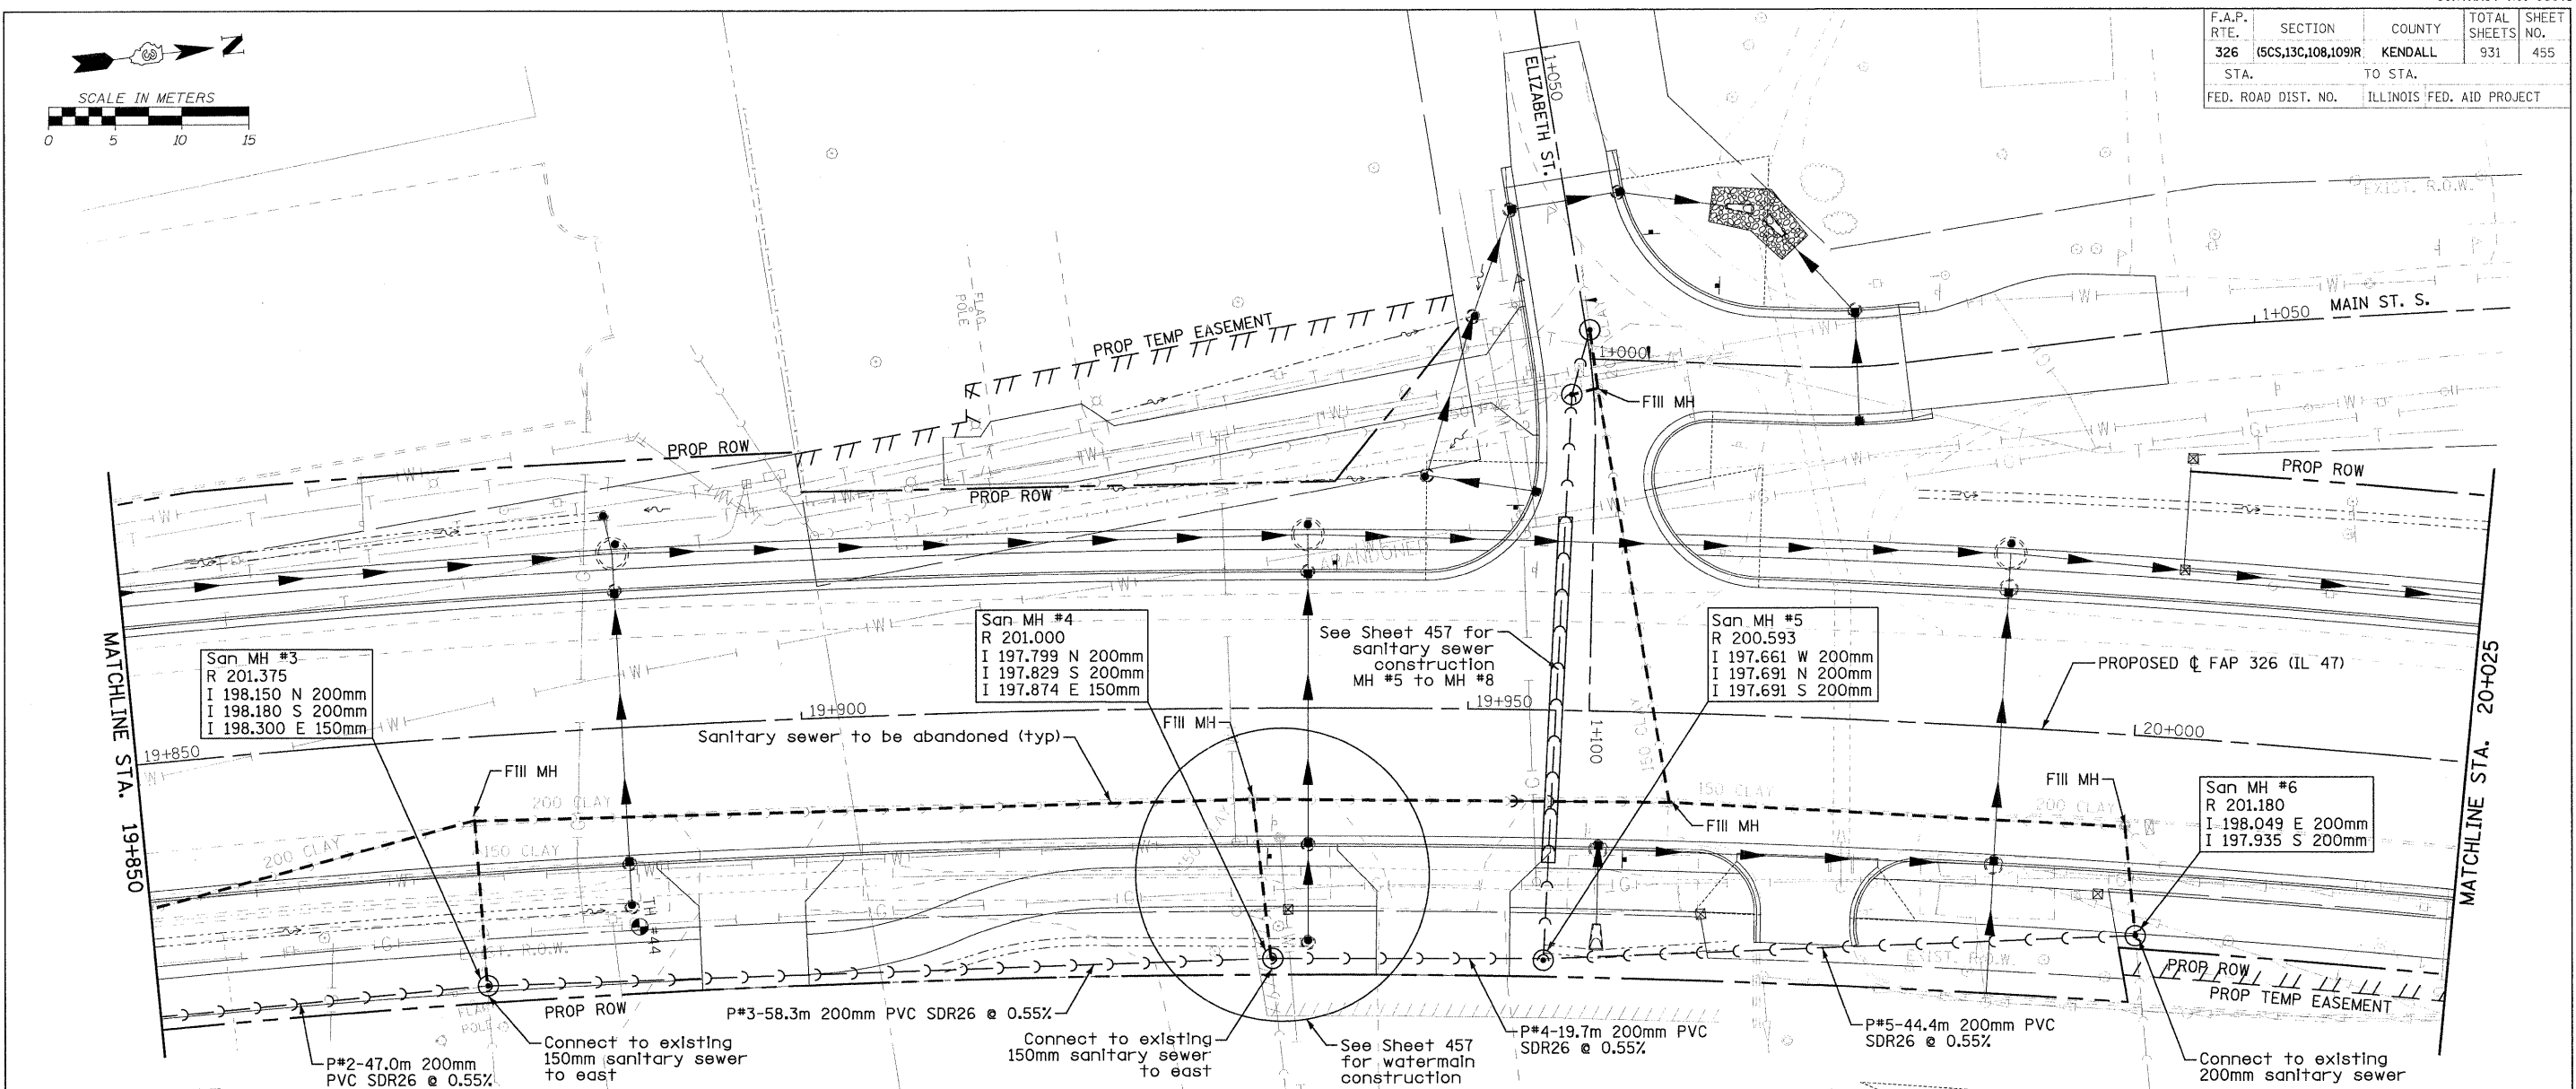 F.A.P. RTE. SECTION COUNTY TOTAL SHEETS SHEET NO.
326 (5CS,13C,108,109)R KENDALL 931 455
STA. TO STA.
FED. ROAD DIST. NO. ILLINOIS FED. AID PROJECT
N
SCALE IN METERS
0 5 10 15
1+050
ELIZABETH ST.
EXIST. R.O.W.
FLAG
POLE
PROP TEMP EASEMENT
1+000
1+050 MAIN ST. S.
FIll MH
PROP ROW
PROP ROW
PROP ROW
ABANDONED
MATCHLINE STA. 19+850
San MH #3
R 201.375
I 198.150 N 200mm
I 198.180 S 200mm
I 198.300 E 150mm
San MH #4
R 201.000
I 197.799 N 200mm
I 197.829 S 200mm
I 197.874 E 150mm
See Sheet 457 for
sanitary sewer
construction
MH #5 to MH #8
San MH #5
R 200.593
I 197.661 W 200mm
I 197.691 N 200mm
I 197.691 S 200mm
PROPOSED ℄ FAP 326 (IL 47)
MATCHLINE STA. 20+025
19+850
19+900
19+950
20+000
1+100
Sanitary sewer to be abandoned (typ)
FIll MH
FIll MH
FIll MH
FIll MH
San MH #6
R 201.180
I 198.049 E 200mm
I 197.935 S 200mm
200 CLAY
150 CLAY
200 CLAY
150 CLAY
150 CLAY
200 CLAY
TH #44
EXIST. R.O.W.
EXIST. R.O.W.
PROP ROW
PROP ROW
PROP TEMP EASEMENT
P#2-47.0m 200mm
PVC SDR26 @ 0.55%
Connect to existing
150mm sanitary sewer
to east
P#3-58.3m 200mm PVC SDR26 @ 0.55%
Connect to existing
150mm sanitary sewer
to east
See Sheet 457
for watermain
construction
P#4-19.7m 200mm PVC
SDR26 @ 0.55%
P#5-44.4m 200mm PVC
SDR26 @ 0.55%
Connect to existing
200mm sanitary sewer